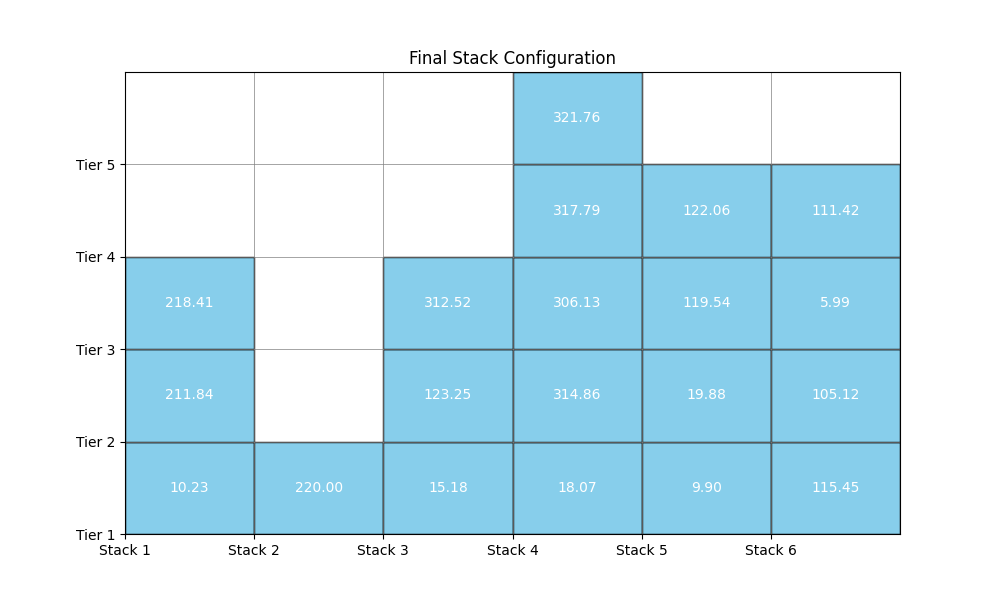 Final Stack Configuration
321.76
Tier 5
317.79 122.06 111.42
Tier 4
218.41 312.52 306.13 119.54 5.99
Tier 3
211.84 123.25 314.86 19.88 105.12
Tier 2
10.23 220.00 15.18 18.07 9.90 115.45
Tier 1
Stack 1 Stack 2 Stack 3 Stack 4 Stack 5 Stack 6